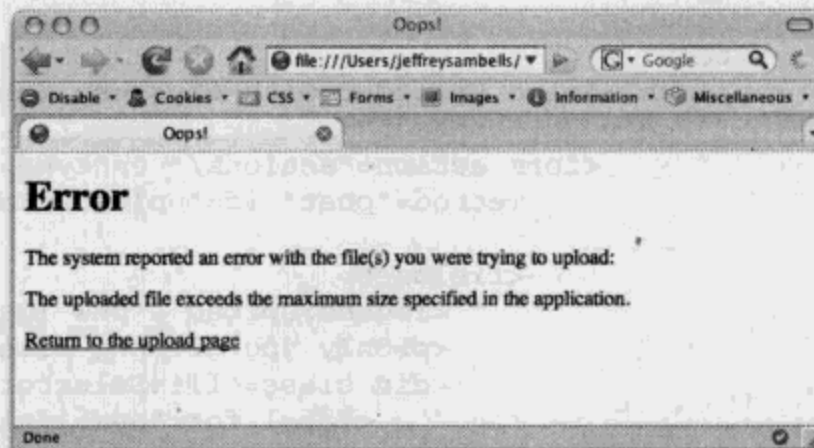 Oops!
file:///Users/jeffreysambells/
G Google
Disable Cookies CSS Forms Images Information Miscellaneous
Oops!
Error
The system reported an error with the file(s) you were trying to upload:
The uploaded file exceeds the maximum size specified in the application.
Return to the upload page
Done